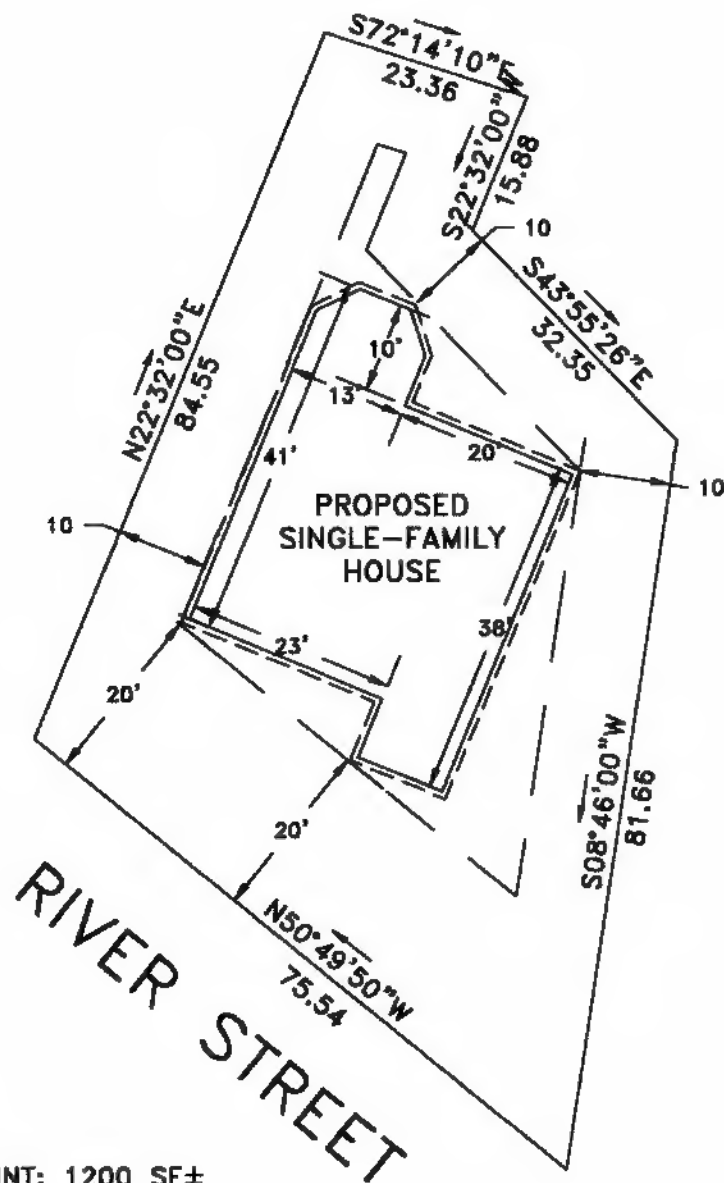 S72°14'10"E
23.36
S22°32'00"W
15.88
10
S43°55'26"E
32.35
N22°32'00"E
84.55
10'
13'
20'
41'
10
PROPOSED
SINGLE-FAMILY
HOUSE
10
38'
23'
20'
20'
S08°46'00"W
81.66
N50°49'50"W
75.54
RIVER STREET
INT: 1200 SF±